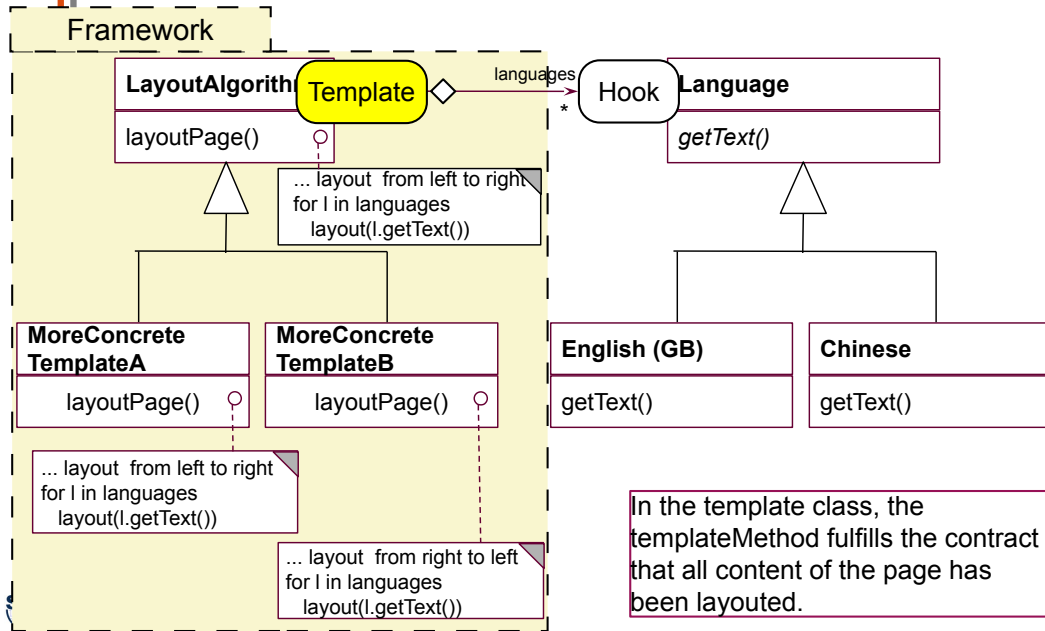 Framework
LayoutAlgorith
Template
languages
*
Hook
Language
layoutPage()
getText()
... layout from left to right
for l in languages
layout(l.getText())
MoreConcrete
TemplateA
layoutPage()
MoreConcrete
TemplateB
layoutPage()
English (GB)
getText()
Chinese
getText()
... layout from left to right
for l in languages
layout(l.getText())
... layout from right to left
for l in languages
layout(l.getText())
In the template class, the
templateMethod fulfills the contract
that all content of the page has
been layouted.